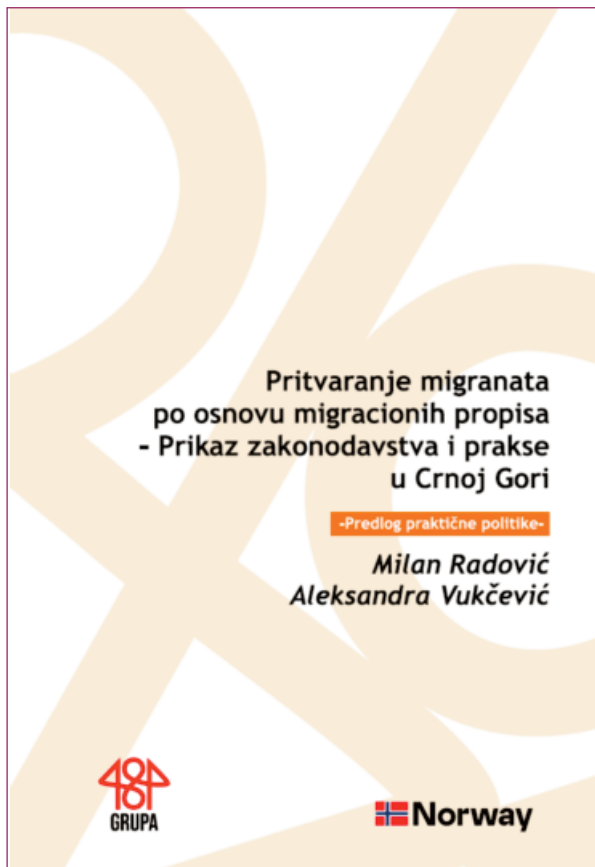 Pritvaranje migranata
po osnovu migracionih propisa
- Prikaz zakonodavstva i prakse
u Crnoj Gori
-Predlog praktične politike-
Milan Radović
Aleksandra Vukčević
484
GRUPA
Norway